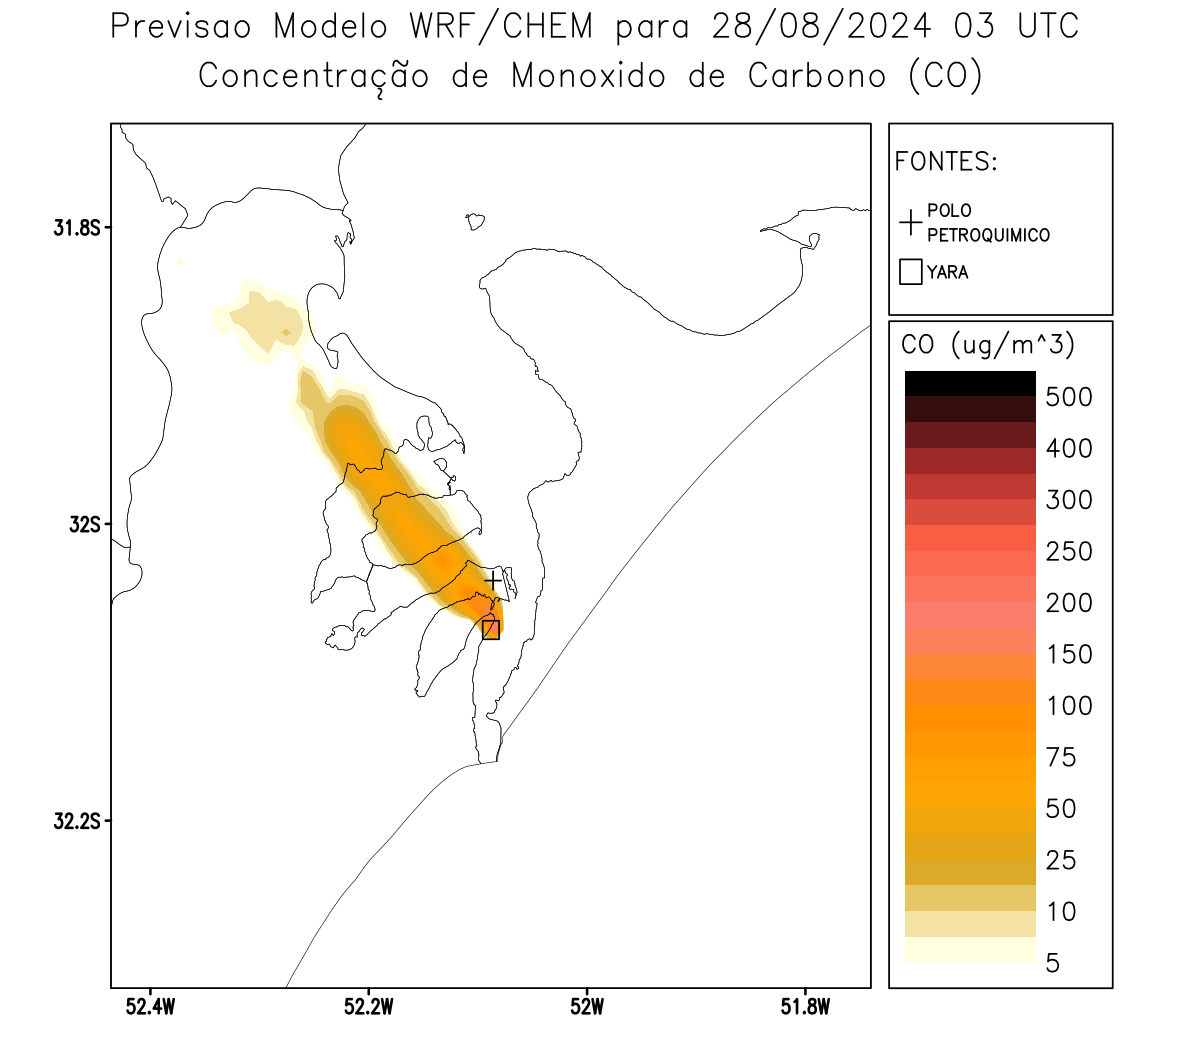 Previsao Modelo WRF/CHEM para 28/08/2024 03 UTC
Concentração de Monoxido de Carbono (CO)
FONTES:
POLO
PETROQUIMICO
YARA
31.8S
32S
32.2S
52.4W
52.2W
52W
51.8W
CO (ug/m^3)
500
400
300
250
200
150
100
75
50
25
10
5